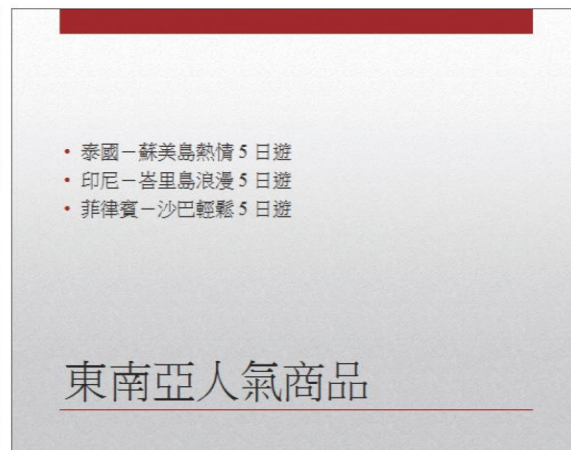 • 泰國－蘇美島熱情 5 日遊
• 印尼－峇里島浪漫 5 日遊
• 菲律賓－沙巴輕鬆 5 日遊
東南亞人氣商品